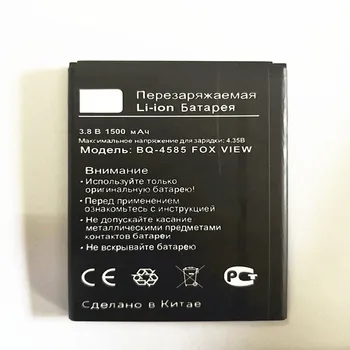 Перезаряжаемая
Li-ion Батарея
3.8 В 1500 мАч
Максимальное напряжение для зарядки: 4.35В
Модель: BQ-4585 FOX VIEW
Внимание
• Используйте только
оригинальную батарею!
• Перед применением
ознакомьтесь с инструкцией
• Не допускайте касание
металлическими предметами
контактов батареи
• Не вскрывайте батарею!
CE
РСТ
Сделано в Китае